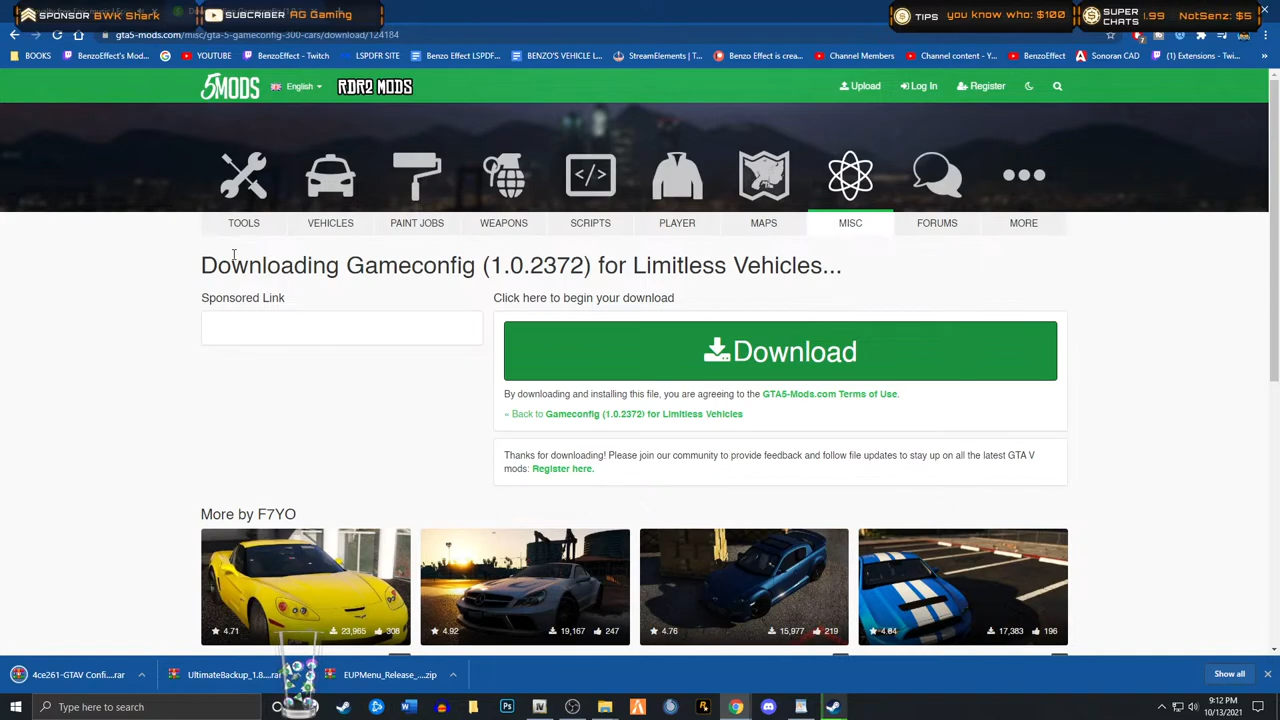 SPONSOR BWK Shark
SUBSCRIBER AG Gaming
TIPS you know who: $100
SUPER CHATS .99 NotSenz: $5
gta5-mods.com/misc/gta-5-gameconfig-300-cars/download/124184
BOOKS BenzoEffect's Mod... YOUTUBE BenzoEffect - Twitch LSPDFR SITE Benzo Effect LSPDF... BENZO'S VEHICLE L... StreamElements |... Benzo Effect is crea... Channel Members Channel content - Y... BenzoEffect Sonoran CAD (1) Extensions - Twi...
5MODS English RDR2 MODS Upload Log In Register
TOOLS VEHICLES PAINT JOBS WEAPONS SCRIPTS PLAYER MAPS MISC FORUMS MORE
Downloading Gameconfig (1.0.2372) for Limitless Vehicles...
Sponsored Link
Click here to begin your download
Download
By downloading and installing this file, you are agreeing to the GTA5-Mods.com Terms of Use.
« Back to Gameconfig (1.0.2372) for Limitless Vehicles
Thanks for downloading! Please join our community to provide feedback and follow file updates to stay up on all the latest GTA V
mods: Register here.
More by F7YO
4.71 23,965 308
4.92 19,167 247
4.76 15,977 219
4.84 17,383 196
4ce261-GTAV Confi....rar UltimateBackup_1.8....rar EUPMenu_Release_....zip Show all
Type here to search
9:12 PM
10/13/2021